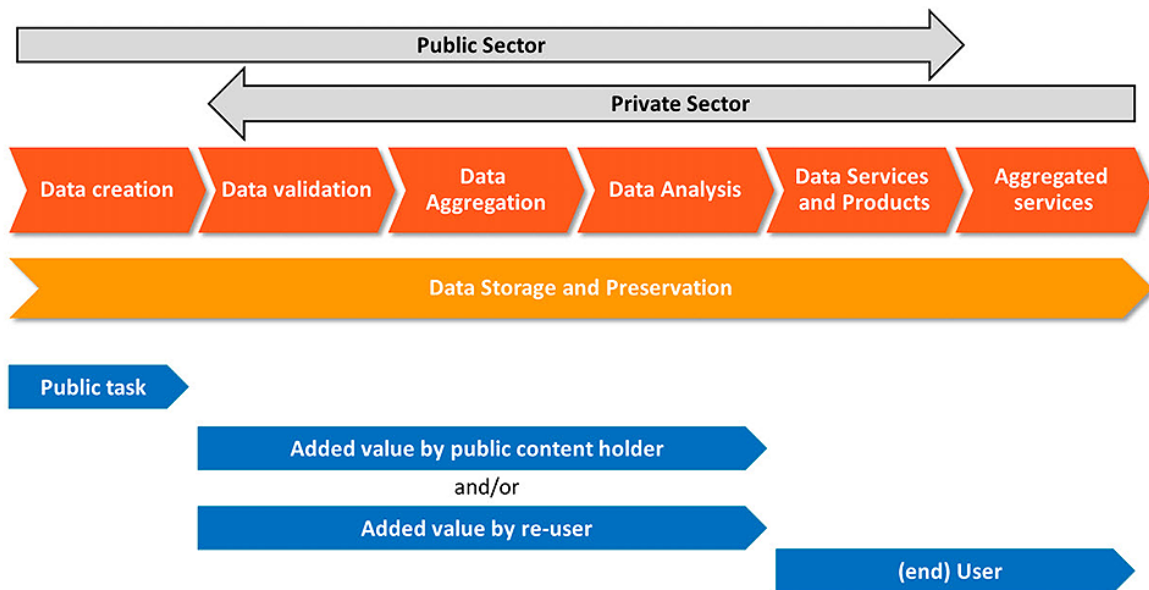 Public Sector
Private Sector
Data creation
Data validation
Data
Aggregation
Data Analysis
Data Services
and Products
Aggregated
services
Data Storage and Preservation
Public task
Added value by public content holder
and/or
Added value by re-user
(end) User